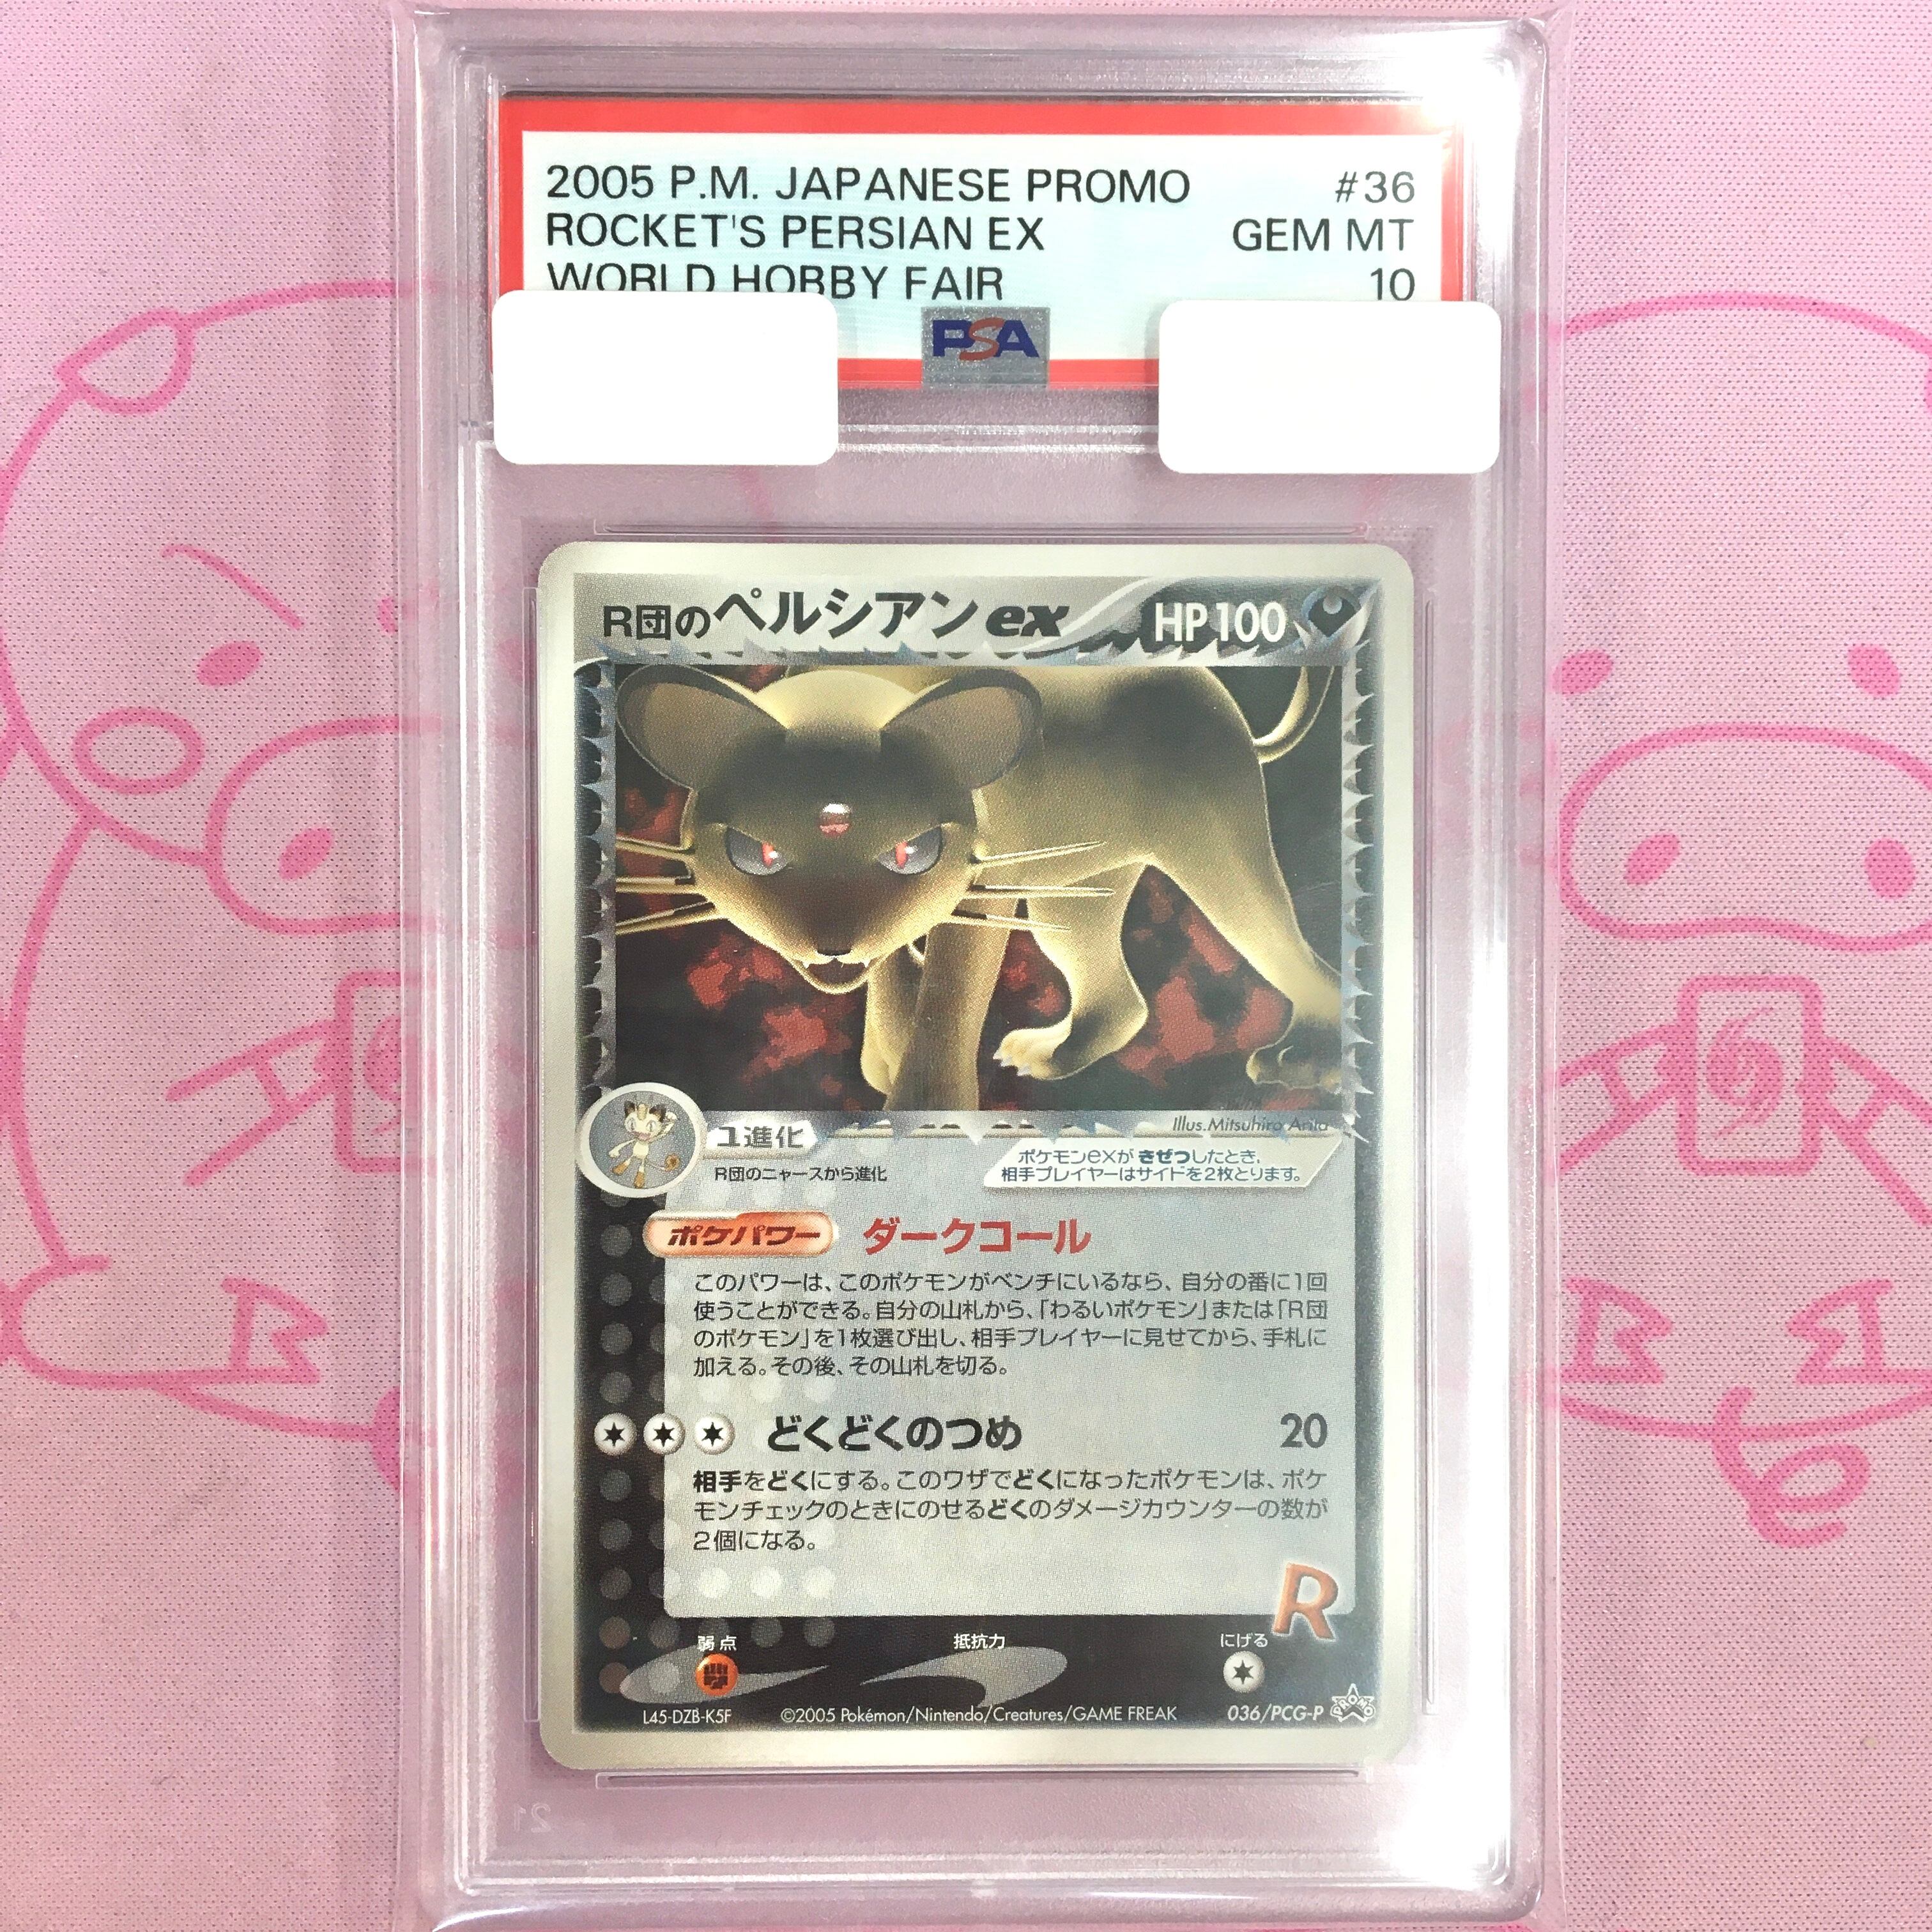 2005 P.M. JAPANESE PROMO #36
ROCKET'S PERSIAN EX GEM MT
WORLD HOBBY FAIR 10
PSA
R団のペルシアンex HP100
Illus.Mitsuhiro Arita
1進化
R団のニャースから進化
ポケモンexが きぜつしたとき、
相手プレイヤーはサイドを2枚とります。
ポケパワー ダークコール
このパワーは、このポケモンがベンチにいるなら、自分の番に1回
使うことができる。自分の山札から、「わるいポケモン」または「R団
のポケモン」を1枚選び出し、相手プレイヤーに見せてから、手札に
加える。その後、その山札を切る。
どくどくのつめ 20
相手をどくにする。このワザでどくになったポケモンは、ポケ
モンチェックのときにのせるどくのダメージカウンターの数が
2個になる。
R
弱点 抵抗力 にげる
L45-DZB-K5F ©2005 Pokémon/Nintendo/Creatures/GAME FREAK 036/PCG-P PROMO
21